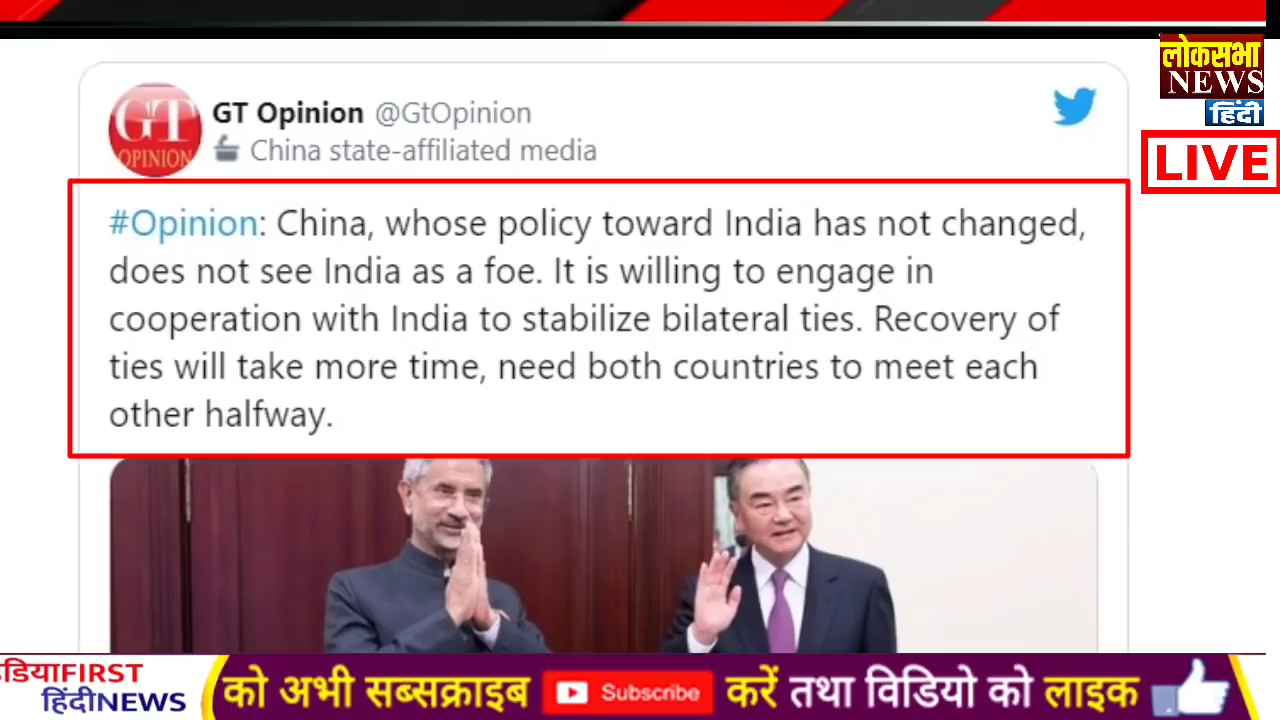 लोकसभा
NEWS
हिंदी
LIVE
GT
OPINION
GT Opinion @GtOpinion
China state-affiliated media
#Opinion: China, whose policy toward India has not changed,
does not see India as a foe. It is willing to engage in
cooperation with India to stabilize bilateral ties. Recovery of
ties will take more time, need both countries to meet each
other halfway.
डियाFIRST
हिंदीNEWS
को अभी सब्सक्राइब Subscribe करें तथा विडियो को लाइक